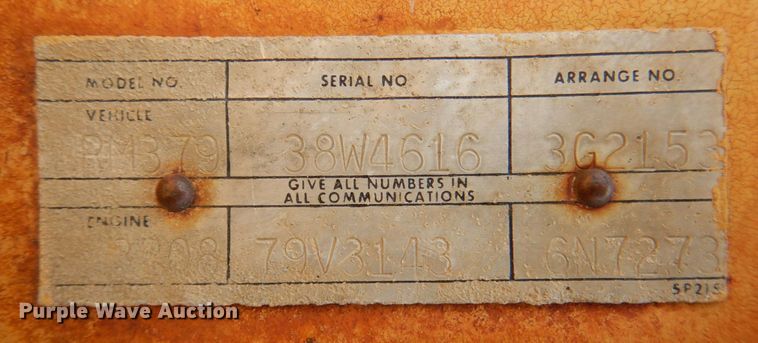 MODEL NO. SERIAL NO. ARRANGE NO.
VEHICLE
RM379 38W4616 3G2153
GIVE ALL NUMBERS IN
ALL COMMUNICATIONS
ENGINE
79V3143 6N7273
5P215
Purple Wave Auction